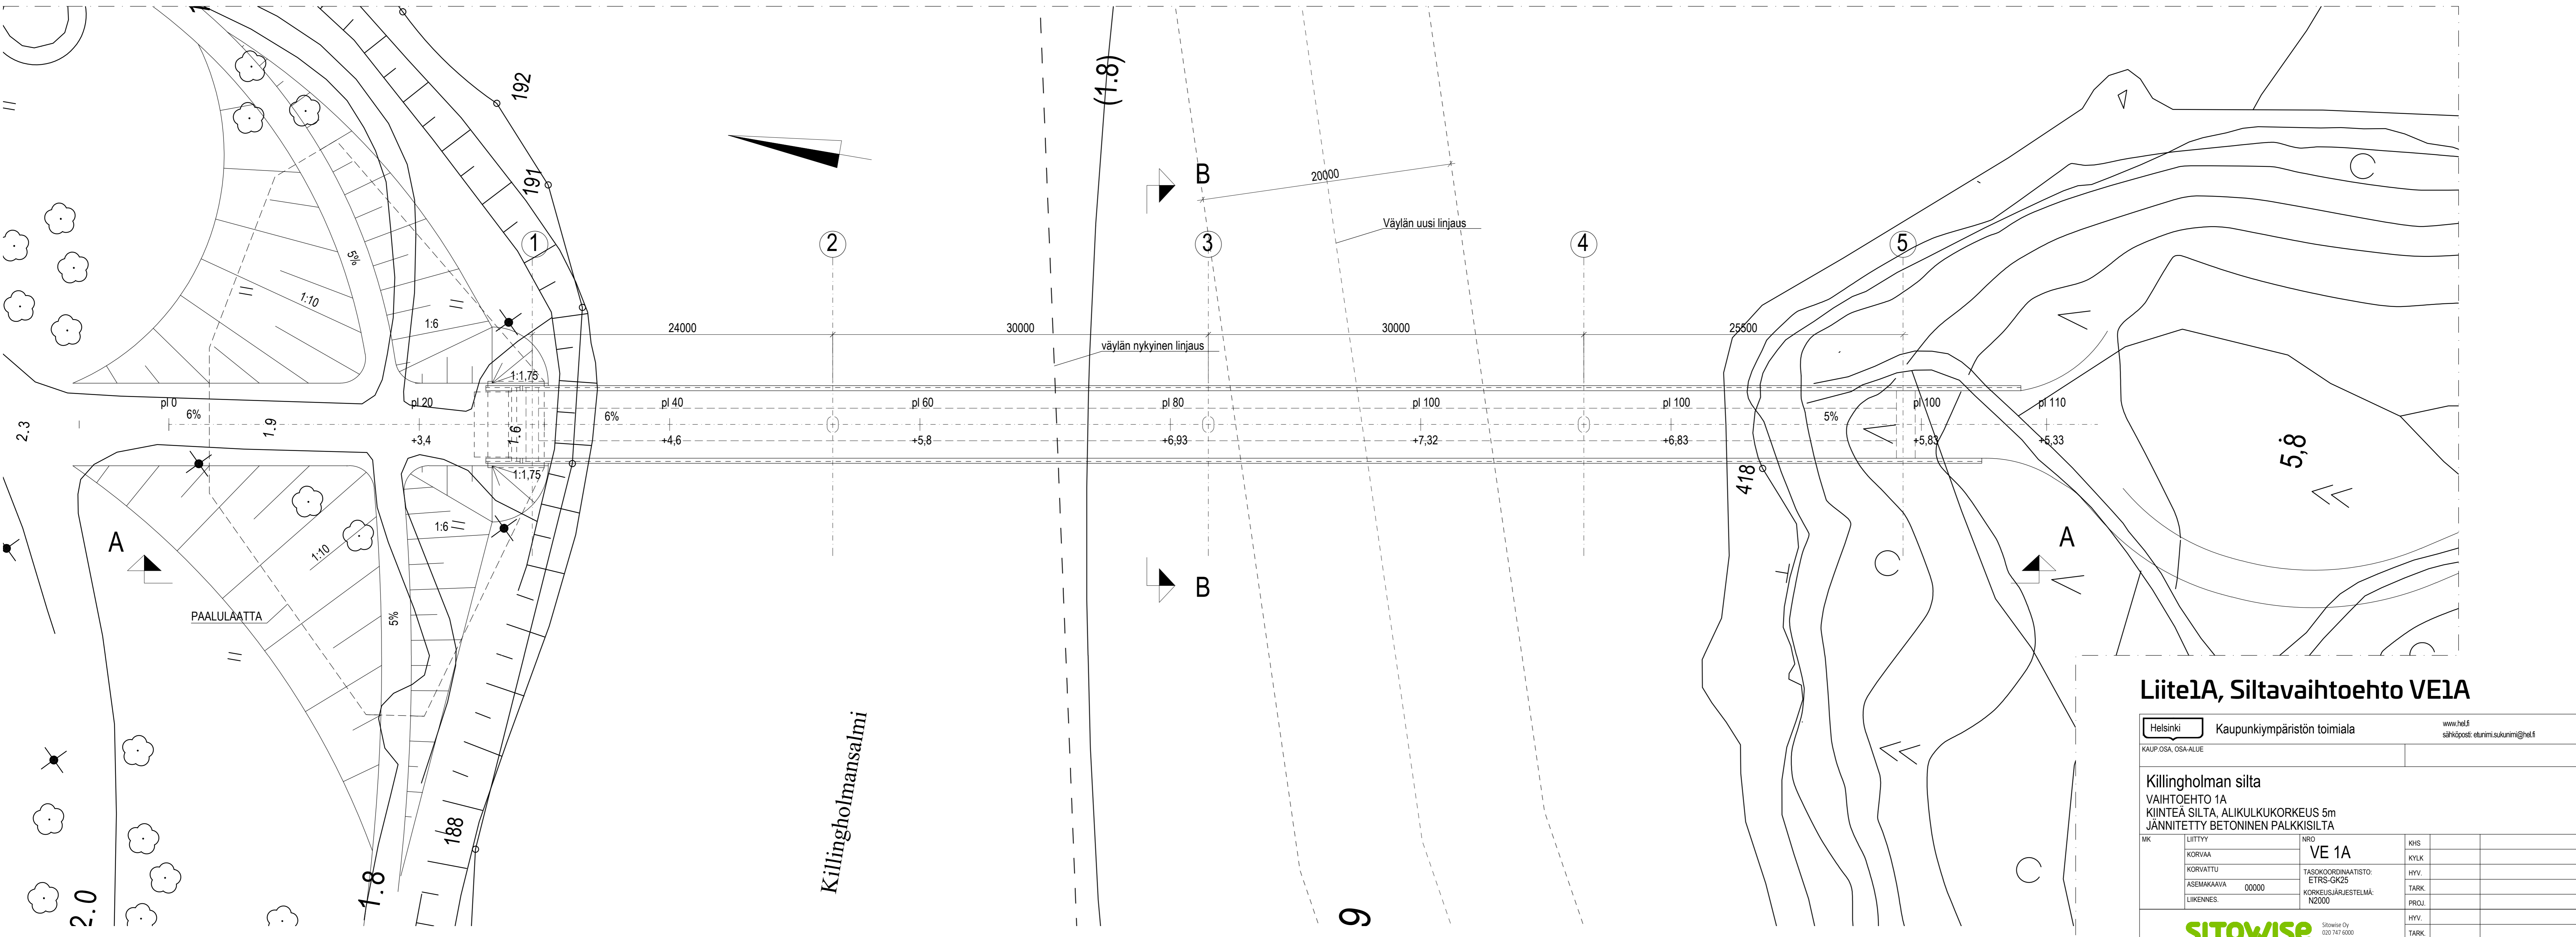 192
191
(1.8)
B
20000
Väylän uusi linjaus
1
2
3
4
5
5%
1:10
1:6
24000
30000
30000
25500
väylän nykyinen linjaus
1:1,75
pl 0
pl 20
pl 40
pl 60
pl 80
pl 100
pl 100
pl 100
pl 110
6%
6%
5%
2.3
1.9
1.6
+3,4
+4,6
+5,8
+6,93
+7,32
+6,83
+5,83
+5,33
5,8
1:1,75
418
1:6
1:10
A
A
B
PAALULAATTA
5%
Killingholmansalmi
188
1.8
2.0
9
Liite1A, Siltavaihtoehto VE1A
Helsinki
Kaupunkiympäristön toimiala
www.hel.fi
sähköposti: etunimi.sukunimi@hel.fi
KAUP.OSA, OSA-ALUE
Killingholman silta
VAIHTOEHTO 1A
KIINTEÄ SILTA, ALIKULKUKORKEUS 5m
JÄNNITETTY BETONINEN PALKKISILTA
MK
LIITTYY
KORVAA
KORVATTU
ASEMAKAAVA 00000
LIIKENNES.
NRO
VE 1A
TASOKOORDINAATISTO:
ETRS-GK25
KORKEUSJÄRJESTELMÄ:
N2000
KHS
KYLK
HYV.
TARK.
PROJ.
HYV.
TARK.
SITOWISE
Sitowise Oy
020 747 6000